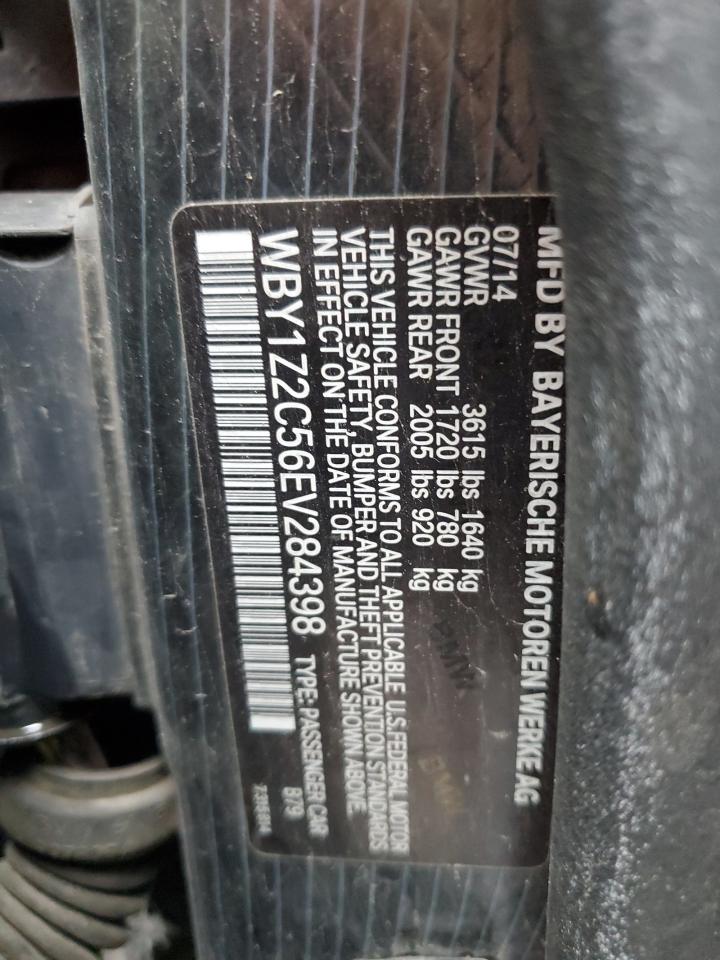 MFD BY BAYERISCHE MOTOREN WERKE AG
07/14
GVWR 3615 lbs 1640 kg
GAWR FRONT 1720 lbs 780 kg
GAWR REAR 2005 lbs 920 kg
THIS VEHICLE CONFORMS TO ALL APPLICABLE U.S.FEDERAL MOTOR
VEHICLE SAFETY, BUMPER AND THEFT PREVENTION STANDARDS
IN EFFECT ON THE DATE OF MANUFACTURE SHOWN ABOVE.
WBY1Z2C56EV284398 TYPE: PASSENGER CAR
B79